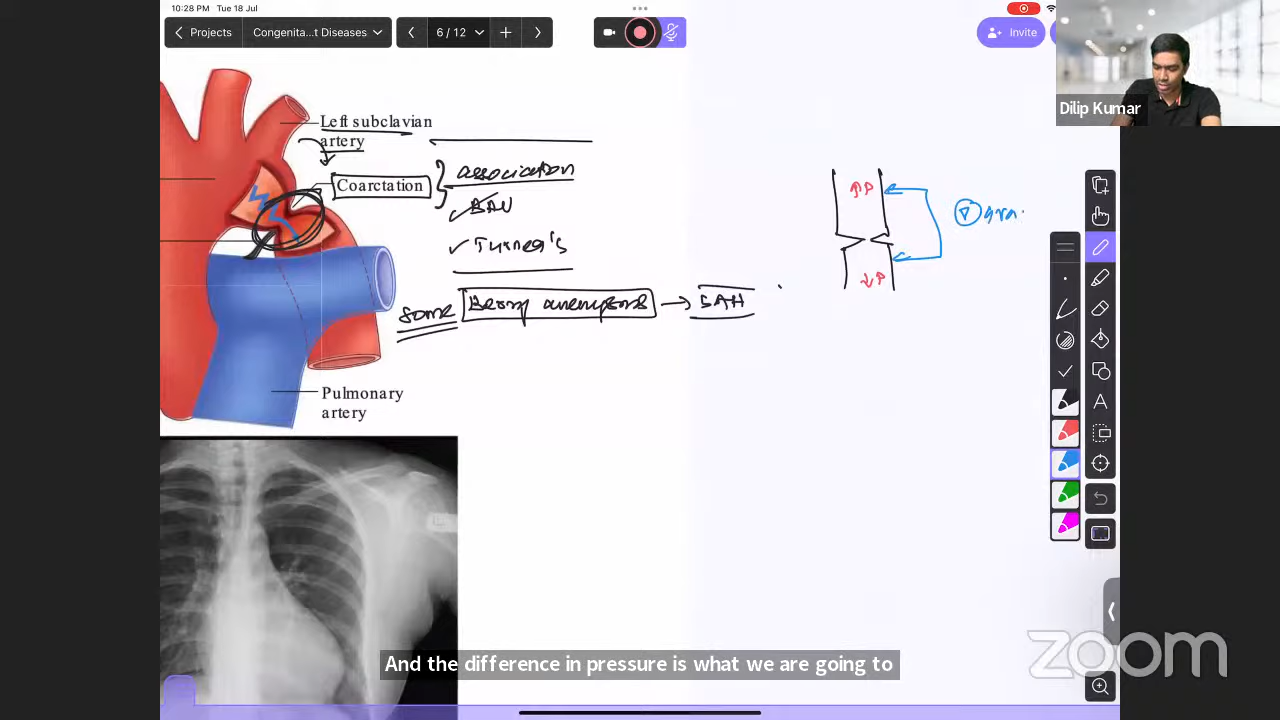 10:28 PM Tue 18 Jul
Projects
Congenita...t Diseases
6 / 12
Invite
Dilip Kumar
Left subclavian
artery
Coarctation
association
BAV
Turner's
Some Berry aneurysms → SAH
↑P
↓P
∇ gra
Pulmonary
artery
L
And the difference in pressure is what we are going to
zoom